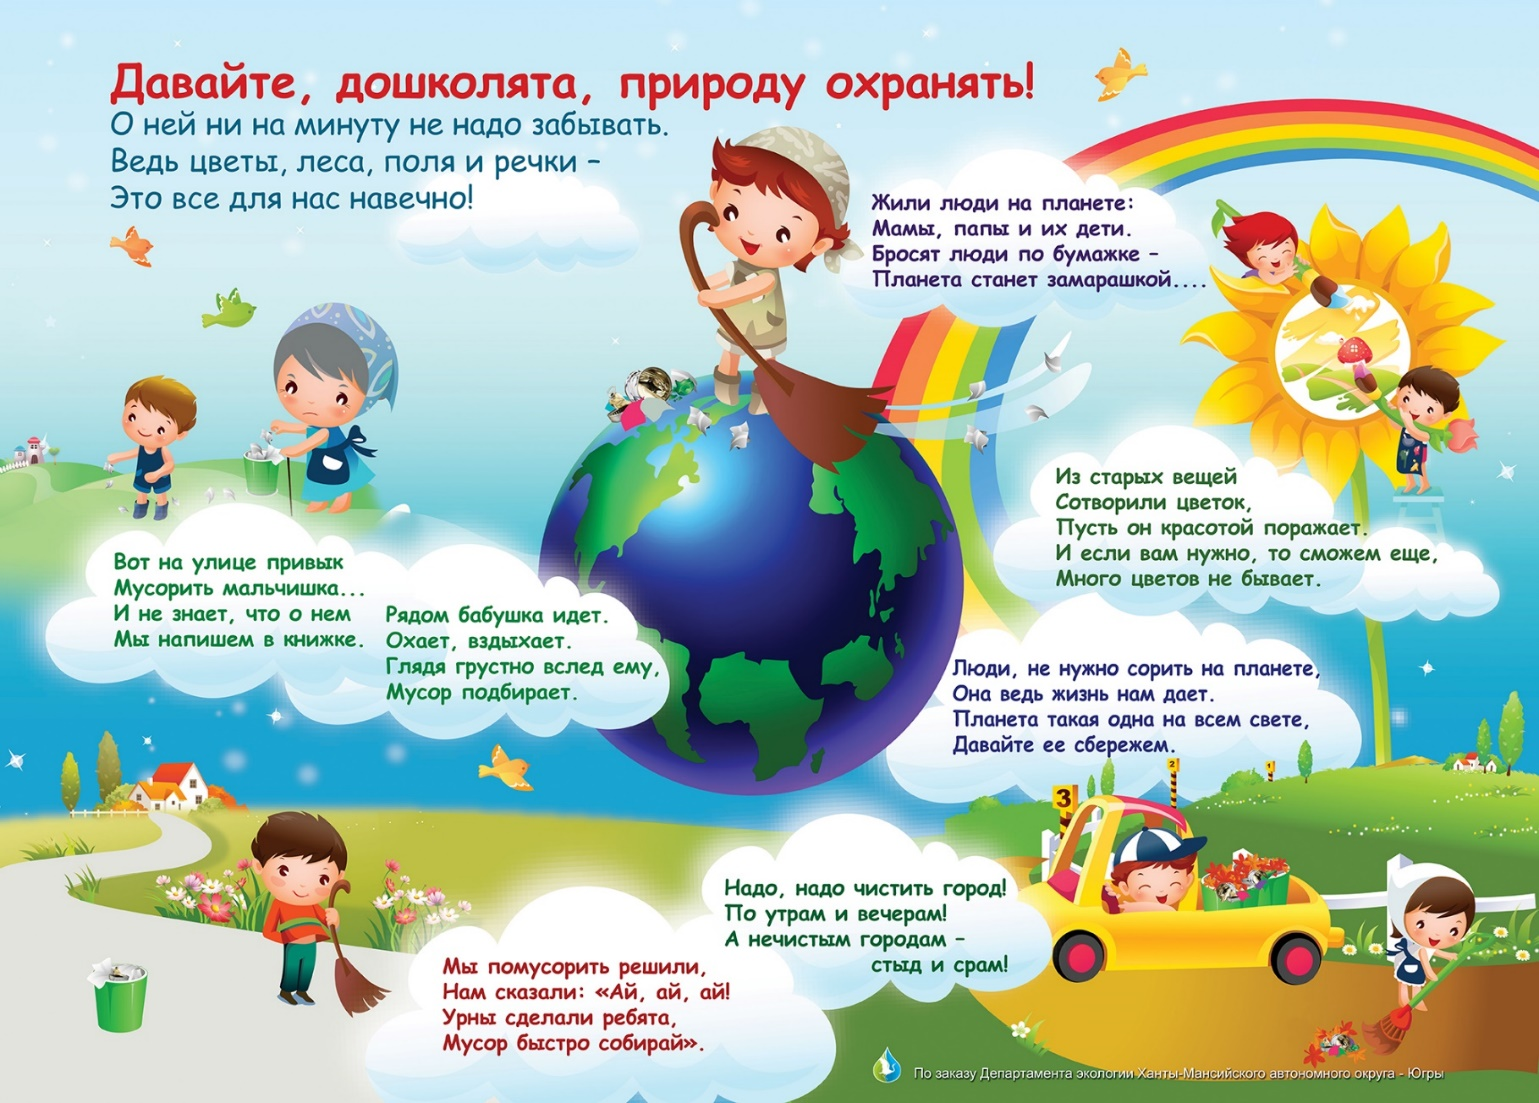 Давайте, дошколята, природу охранять!
О ней ни на минуту не надо забывать.
Ведь цветы, леса, поля и речки –
Это все для нас навечно!
Жили люди на планете:
Мамы, папы и их дети.
Бросят люди по бумажке –
Планета станет замарашкой....
Из старых вещей
Сотворили цветок,
Пусть он красотой поражает.
И если вам нужно, то сможем еще,
Много цветов не бывает.
Вот на улице привык
Мусорить мальчишка...
И не знает, что о нем
Мы напишем в книжке.
Рядом бабушка идет.
Охает, вздыхает.
Глядя грустно вслед ему,
Мусор подбирает.
Люди, не нужно сорить на планете,
Она ведь жизнь нам дает.
Планета такая одна на всем свете,
Давайте ее сбережем.
3
2
1
Надо, надо чистить город!
По утрам и вечерам!
А нечистым городам –
стыд и срам!
Мы помусорить решили,
Нам сказали: «Ай, ай, ай!
Урны сделали ребята,
Мусор быстро собирай».
По заказу Департамента экологии Ханты-Мансийского автономного округа - Югры